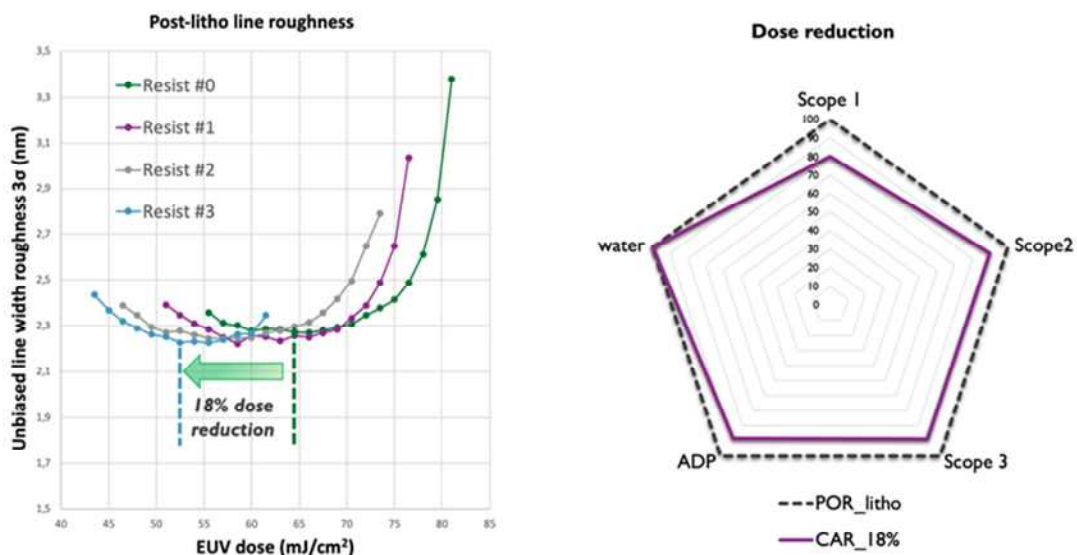 Post-litho line roughness
Unbiased line width roughness 3σ (nm)
3,5
3,3
3,1
2,9
2,7
2,5
2,3
2,1
1,9
1,7
1,5
Resist #0
Resist #1
Resist #2
Resist #3
18% dose
reduction
40 45 50 55 60 65 70 75 80 85
EUV dose (mJ/cm²)
Dose reduction
Scope 1
100
90
80
70
60
50
40
30
20
10
0
water
Scope2
ADP
Scope 3
POR_litho
CAR_18%